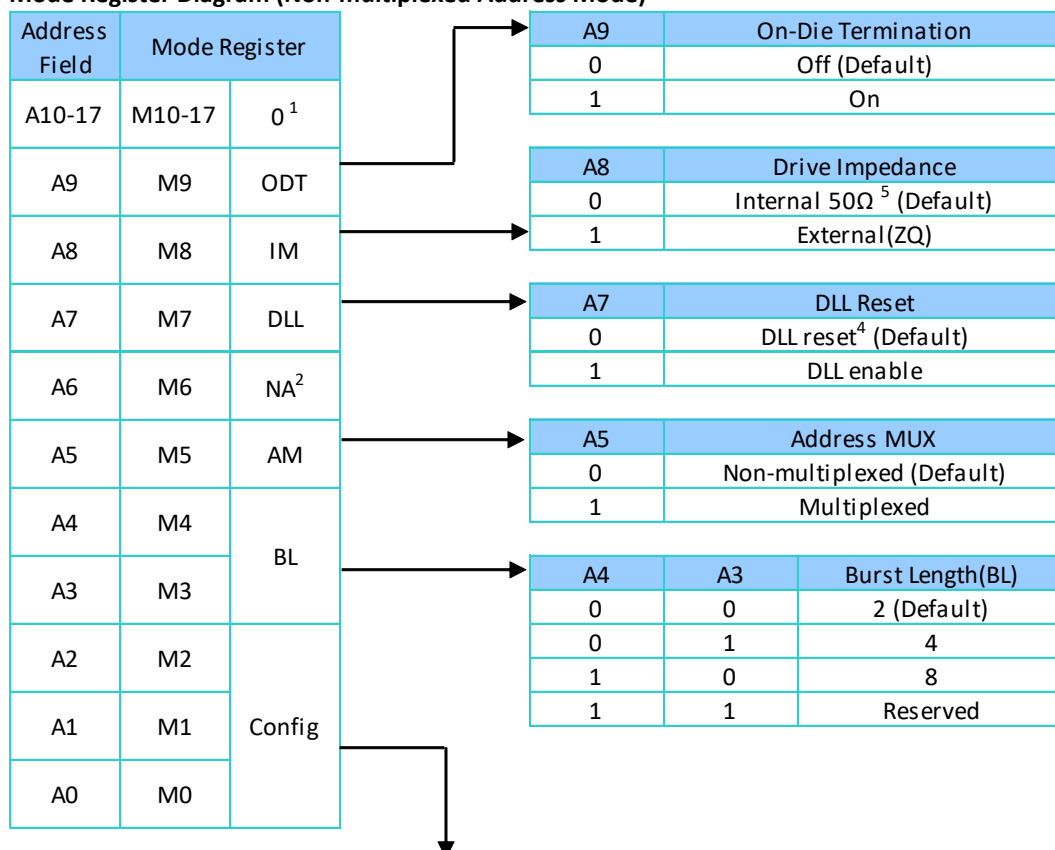 Mode Register Diagram (Non-multiplexed Address Mode)
Address Field Mode Register
A10-17 M10-17 0 1
A9 M9 ODT
A8 M8 IM
A7 M7 DLL
A6 M6 NA2
A5 M5 AM
A4 M4 BL
A3 M3
A2 M2 Config
A1 M1
A0 M0
A9 On-Die Termination
0 Off (Default)
1 On
A8 Drive Impedance
0 Internal 50Ω 5 (Default)
1 External(ZQ)
A7 DLL Reset
0 DLL reset4 (Default)
1 DLL enable
A5 Address MUX
0 Non-multiplexed (Default)
1 Multiplexed
A4 A3 Burst Length(BL)
0 0 2 (Default)
0 1 4
1 0 8
1 1 Reserved